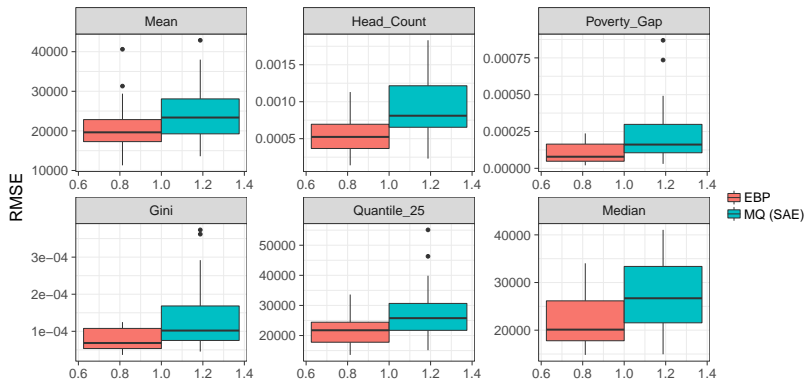 Mean
Head_Count
Poverty_Gap
40000
30000
20000
10000
0.0015
0.0010
0.0005
0.00075
0.00050
0.00025
0.00000
0.6 0.8 1.0 1.2 1.4
0.6 0.8 1.0 1.2 1.4
0.6 0.8 1.0 1.2 1.4
RMSE
EBP
MQ (SAE)
Gini
Quantile_25
Median
3e−04
2e−04
1e−04
50000
40000
30000
20000
40000
30000
20000
0.6 0.8 1.0 1.2 1.4
0.6 0.8 1.0 1.2 1.4
0.6 0.8 1.0 1.2 1.4